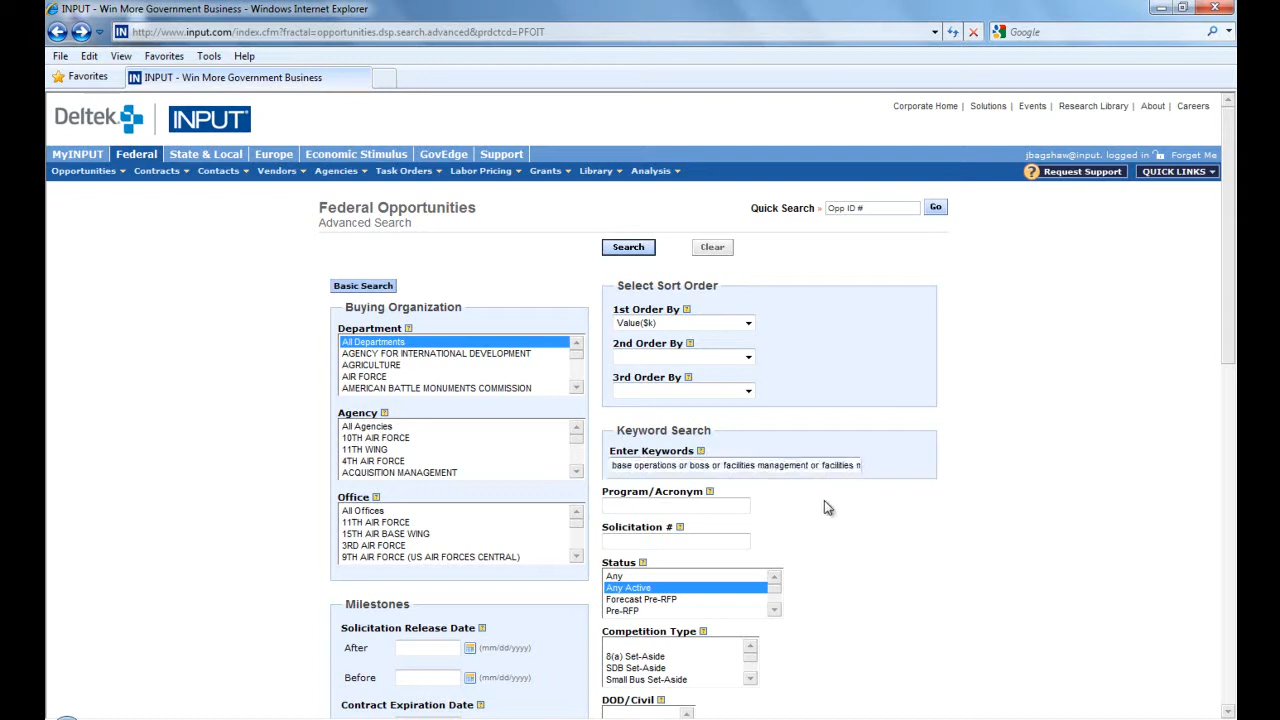 INPUT - Win More Government Business - Windows Internet Explorer
http://www.input.com/index.cfm?fractal=opportunities.dsp.search.advanced&prdctcd=PFOIT
Google
File Edit View Favorites Tools Help
Favorites INPUT - Win More Government Business
Corporate Home | Solutions | Events | Research Library | About | Careers
Deltek INPUT
MyINPUT Federal State & Local Europe Economic Stimulus GovEdge Support
jbagshaw@input. logged in Forget Me
Opportunities Contracts Contacts Vendors Agencies Task Orders Labor Pricing Grants Library Analysis
Request Support QUICK LINKS
Federal Opportunities
Advanced Search
Quick Search » Opp ID # Go
Search Clear
Basic Search
Buying Organization
Department ?
All Departments
AGENCY FOR INTERNATIONAL DEVELOPMENT
AGRICULTURE
AIR FORCE
AMERICAN BATTLE MONUMENTS COMMISSION
Agency ?
All Agencies
10TH AIR FORCE
11TH WING
4TH AIR FORCE
ACQUISITION MANAGEMENT
Office ?
All Offices
11TH AIR FORCE
15TH AIR BASE WING
3RD AIR FORCE
9TH AIR FORCE (US AIR FORCES CENTRAL)
Milestones
Solicitation Release Date ?
After (mm/dd/yyyy)
Before (mm/dd/yyyy)
Contract Expiration Date ?
Select Sort Order
1st Order By ?
Value($k)
2nd Order By ?
3rd Order By ?
Keyword Search
Enter Keywords ?
base operations or boss or facilities management or facilities m
Program/Acronym ?
Solicitation # ?
Status ?
Any
Any Active
Forecast Pre-RFP
Pre-RFP
Competition Type ?
8(a) Set-Aside
SDB Set-Aside
Small Bus Set-Aside
DOD/Civil ?